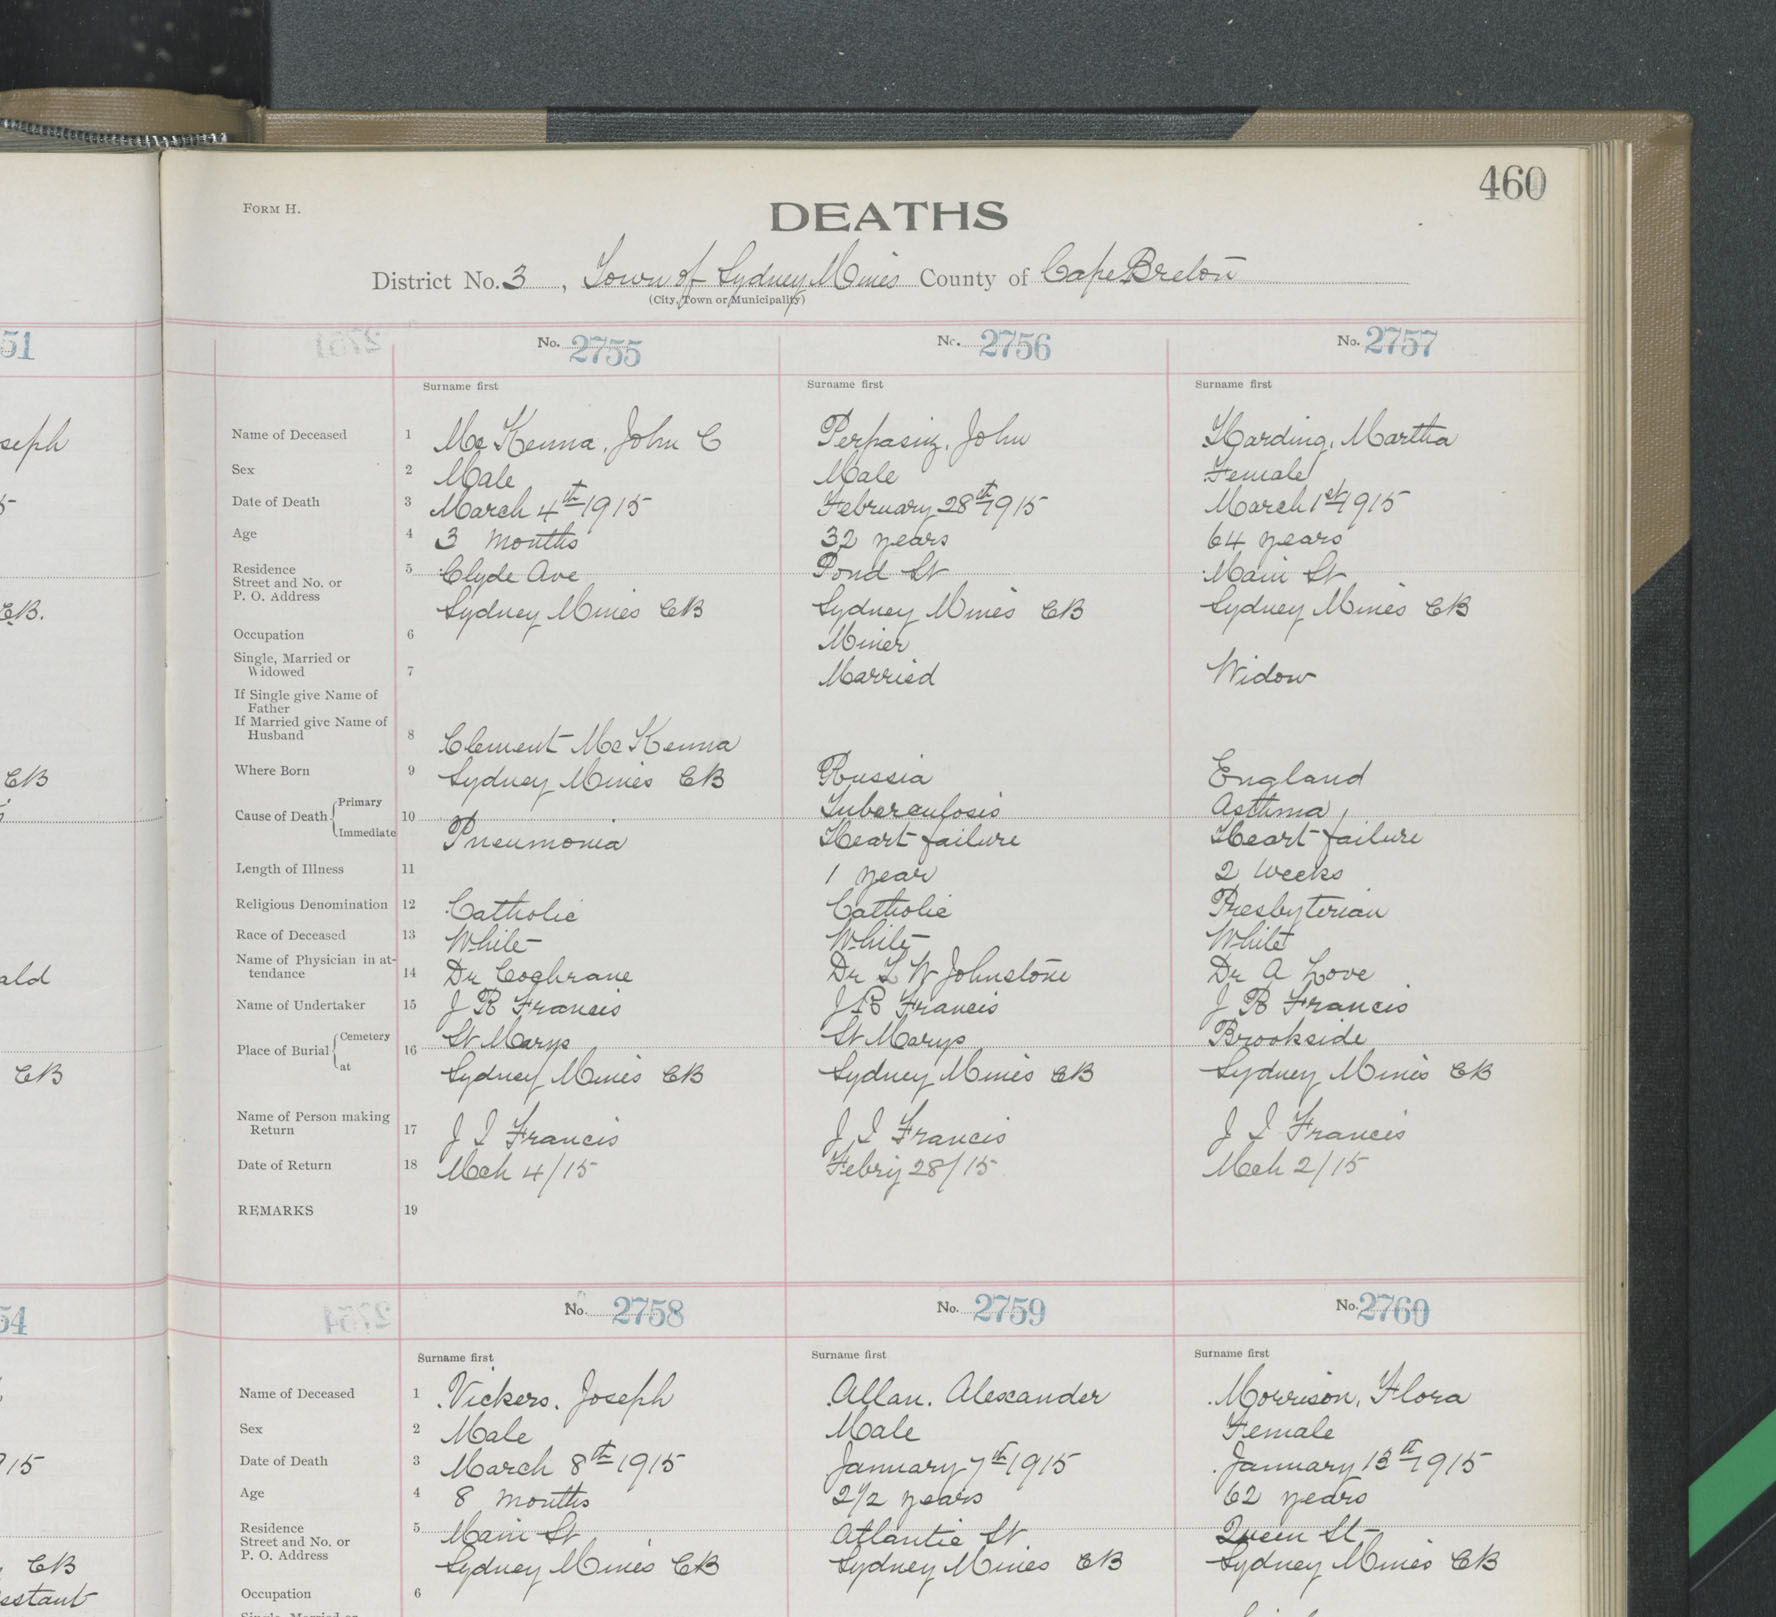 460
FORM H.
DEATHS
District No. 3, Town of Sydney Mines County of Cape Breton
(City, Town or Municipality)
51
No. 2755 No. 2756 No. 2757
Surname first Surname first Surname first
seph
Name of Deceased 1 McKenna, John C Perpasuz, John Harding, Martha
Sex 2 Male Male Female
Date of Death 3 March 4th 1915 February 28th 1915 March 1st 1915
Age 4 3 months 32 years 64 years
Residence 5 Clyde Ave Pond St Main St
Street and No. or
P. O. Address Sydney Mines CB Sydney Mines CB Sydney Mines CB
CB.
Occupation 6 Miner
Single, Married or
Widowed 7 Married Widow
If Single give Name of
Father
If Married give Name of
Husband 8 Clement McKenna
Where Born 9 Sydney Mines CB Russia England
CB
Cause of Death Primary 10 Tuberculosis Asthma
Immediate Pneumonia Heart failure Heart failure
Length of Illness 11 1 year 2 weeks
Religious Denomination 12 Catholic Catholic Presbyterian
Race of Deceased 13 White White White
Name of Physician in at-
tendance 14 Dr Cochrane Dr L W Johnstone Dr A Love
ald
Name of Undertaker 15 J R Francis J R Francis J R Francis
Place of Burial Cemetery 16 St Marys St Marys Brookside
at Sydney Mines CB Sydney Mines CB Sydney Mines CB
CB
Name of Person making
Return 17 J I Francis J I Francis J I Francis
Date of Return 18 Mch 4/15 Febry 28/15 Mch 2/15
REMARKS 19
54
No. 2758 No. 2759 No. 2760
Surname first Surname first Surname first
Name of Deceased 1 Vickers, Joseph Allan, Alexander Morrison, Flora
Sex 2 Male Male Female
Date of Death 3 March 8th 1915 January 7th 1915 January 13th 1915
15
Age 4 8 months 2 1/2 years 62 years
Residence 5 Main St Atlantic St Queen St
Street and No. or
P. O. Address Sydney Mines CB Sydney Mines CB Sydney Mines CB
CB
Occupation 6
estant